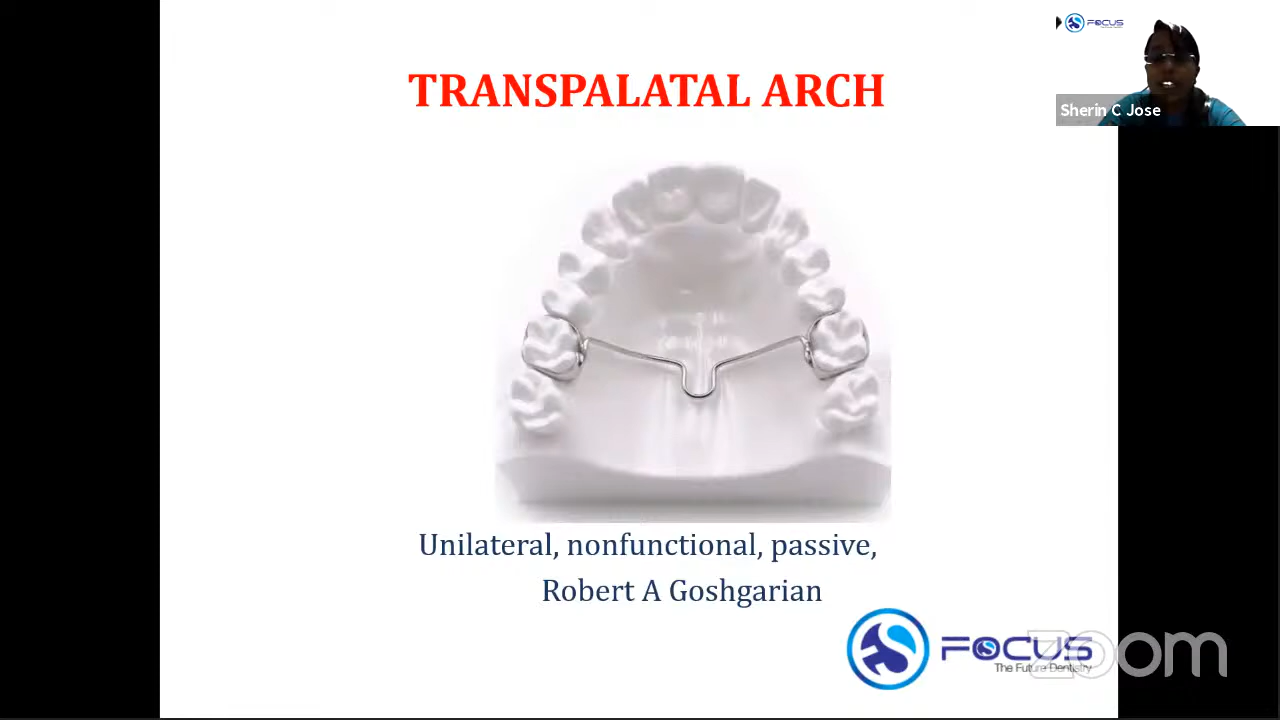 FOCUS
TRANSPALATAL ARCH
Sherin C Jose
Unilateral, nonfunctional, passive,
Robert A Goshgarian
FOCUS
The Future Dentistry
zoom